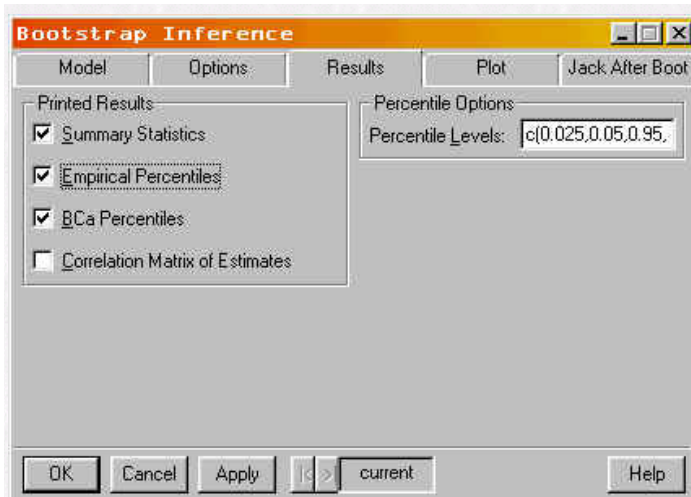 Bootstrap Inference
Model Options Results Plot Jack After Boot
Printed Results
Summary Statistics
Empirical Percentiles
BCa Percentiles
Correlation Matrix of Estimates
Percentile Options
Percentile Levels: c(0.025,0.05,0.95,
OK Cancel Apply current Help